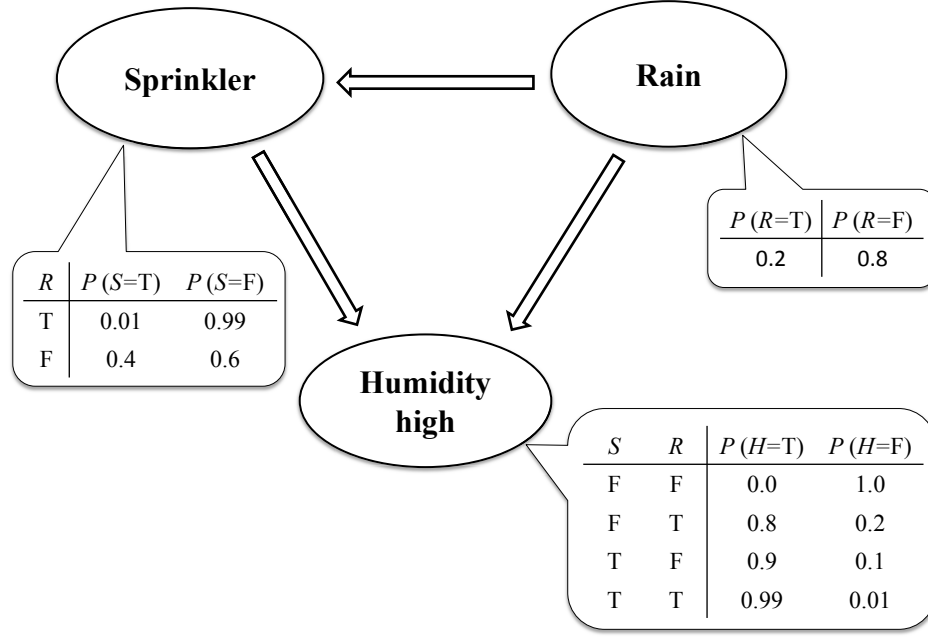 Sprinkler
Rain
P (R=T) P (R=F)
0.2 0.8
R P (S=T) P (S=F)
T 0.01 0.99
F 0.4 0.6
Humidity
high
S R P (H=T) P (H=F)
F F 0.0 1.0
F T 0.8 0.2
T F 0.9 0.1
T T 0.99 0.01